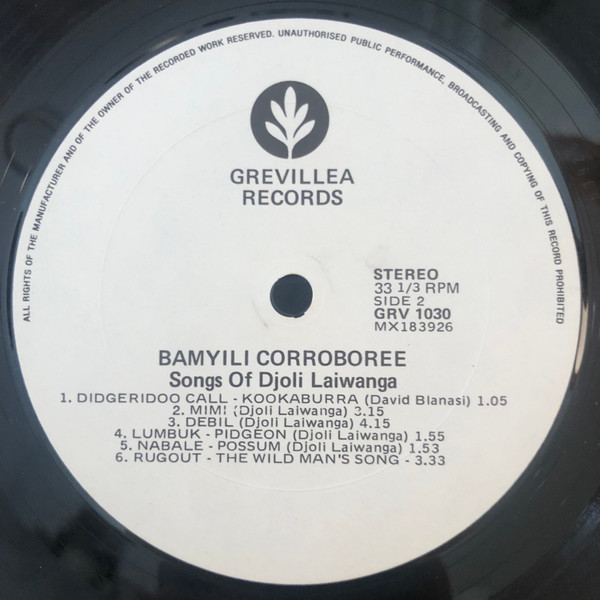 ALL RIGHTS OF THE MANUFACTURER AND OF THE OWNER OF THE RECORDED WORK RESERVED. UNAUTHORISED PUBLIC PERFORMANCE, BROADCASTING AND COPYING OF THIS RECORD PROHIBITED
GREVILLEA
RECORDS
STEREO
33 1/3 RPM
SIDE 2
GRV 1030
MX183926
BAMYILI CORROBOREE
Songs Of Djoli Laiwanga
1. DIDGERIDOO CALL - KOOKABURRA (David Blanasi) 1.05
2. MIMI (Djoli Laiwanga) 3.15
3. DEBIL (Djoli Laiwanga) 4.15
4. LUMBUK - PIDGEON (Djoli Laiwanga) 1.55
5. NABALE - POSSUM (Djoli Laiwanga) 1.53
6. RUGOUT - THE WILD MAN'S SONG - 3.33